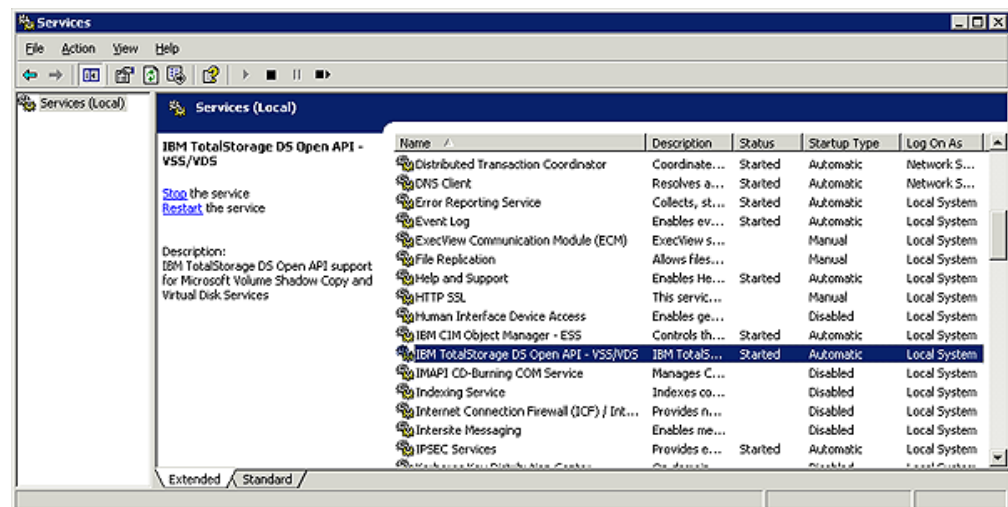 Services
File Action View Help
Services (Local)
Services (Local)
IBM TotalStorage DS Open API -
VSS/VDS
Stop the service
Restart the service
Description:
IBM TotalStorage DS Open API support
for Microsoft Volume Shadow Copy and
Virtual Disk Services
Name Description Status Startup Type Log On As
Distributed Transaction Coordinator Coordinate... Started Automatic Network S...
DNS Client Resolves a... Started Automatic Network S...
Error Reporting Service Collects, st... Started Automatic Local System
Event Log Enables ev... Started Automatic Local System
ExecView Communication Module (ECM) ExecView s... Manual Local System
File Replication Allows files... Manual Local System
Help and Support Enables He... Started Automatic Local System
HTTP SSL This servic... Manual Local System
Human Interface Device Access Enables ge... Disabled Local System
IBM CIM Object Manager - ESS Controls th... Started Automatic Local System
IBM TotalStorage DS Open API - VSS/VDS IBM TotalS... Started Automatic Local System
IMAPI CD-Burning COM Service Manages C... Disabled Local System
Indexing Service Indexes co... Disabled Local System
Internet Connection Firewall (ICF) / Int... Provides n... Disabled Local System
Intersite Messaging Enables me... Disabled Local System
IPSEC Services Provides e... Started Automatic Local System
Extended Standard